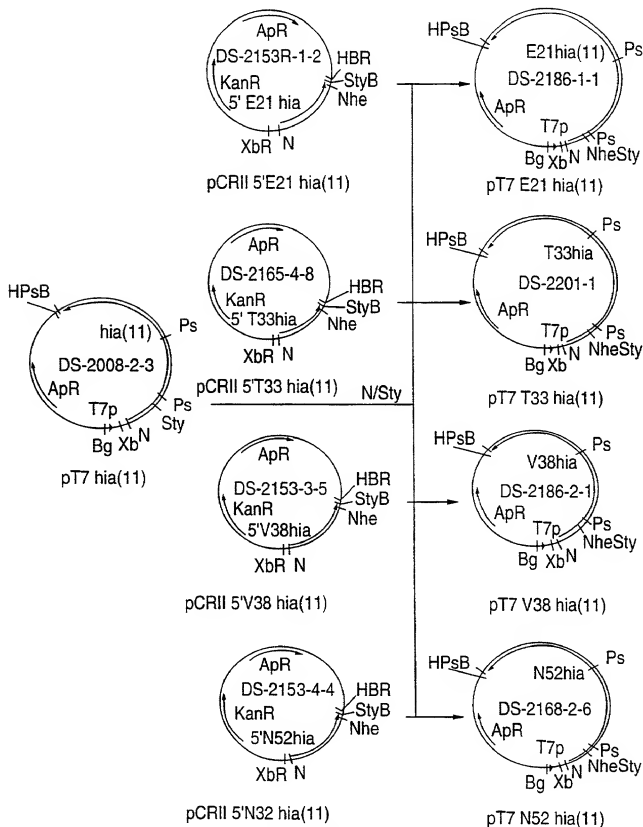 ApR
DS-2153R-1-2
KanR
5' E21 hia
HBR
StyB
Nhe
XbR N
pCRII 5'E21 hia(11)
HPsB
E21hia(11)
Ps
DS-2186-1-1
ApR
T7p
Ps
NheSty
Bg Xb N
pT7 E21 hia(11)
ApR
DS-2165-4-8
KanR
5' T33hia
HBR
StyB
Nhe
XbR N
pCRII 5'T33 hia(11)
HPsB
Ps
T33hia
DS-2201-1
ApR
T7p
Ps
NheSty
Bg Xb N
pT7 T33 hia(11)
HPsB
hia(11)
Ps
DS-2008-2-3
ApR
T7p
Ps
Sty
Bg Xb N
pT7 hia(11)
N/Sty
ApR
DS-2153-3-5
KanR
5'V38hia
HBR
StyB
Nhe
XbR N
pCRII 5'V38 hia(11)
HPsB
Ps
V38hia
DS-2186-2-1
ApR
T7p
Ps
NheSty
Bg Xb N
pT7 V38 hia(11)
ApR
DS-2153-4-4
KanR
5'N52hia
HBR
StyB
Nhe
XbR N
pCRII 5'N32 hia(11)
HPsB
Ps
N52hia
DS-2168-2-6
ApR
T7p
Ps
NheSty
Bg Xb N
pT7 N52 hia(11)